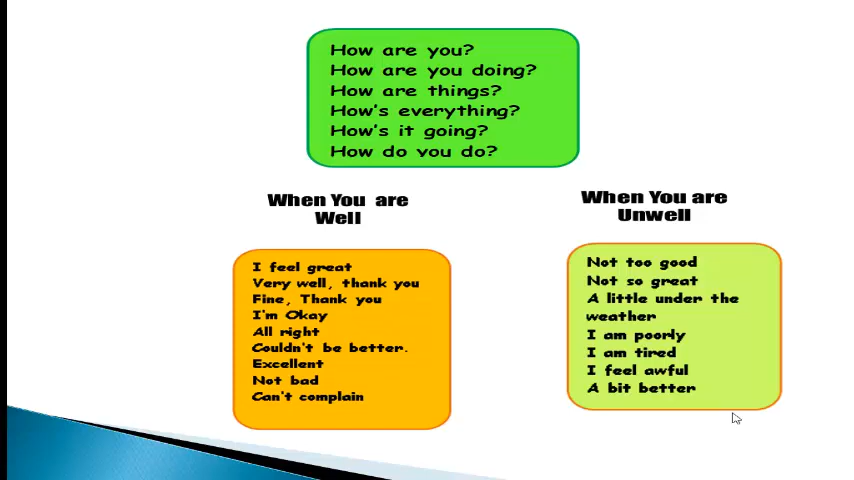 How are you?
How are you doing?
How are things?
How's everything?
How's it going?
How do you do?
When You are
Well
I feel great
Very well, thank you
Fine, Thank you
I'm Okay
All right
Couldn't be better.
Excellent
Not bad
Can't complain
When You are
Unwell
Not too good
Not so great
A little under the
weather
I am poorly
I am tired
I feel awful
A bit better